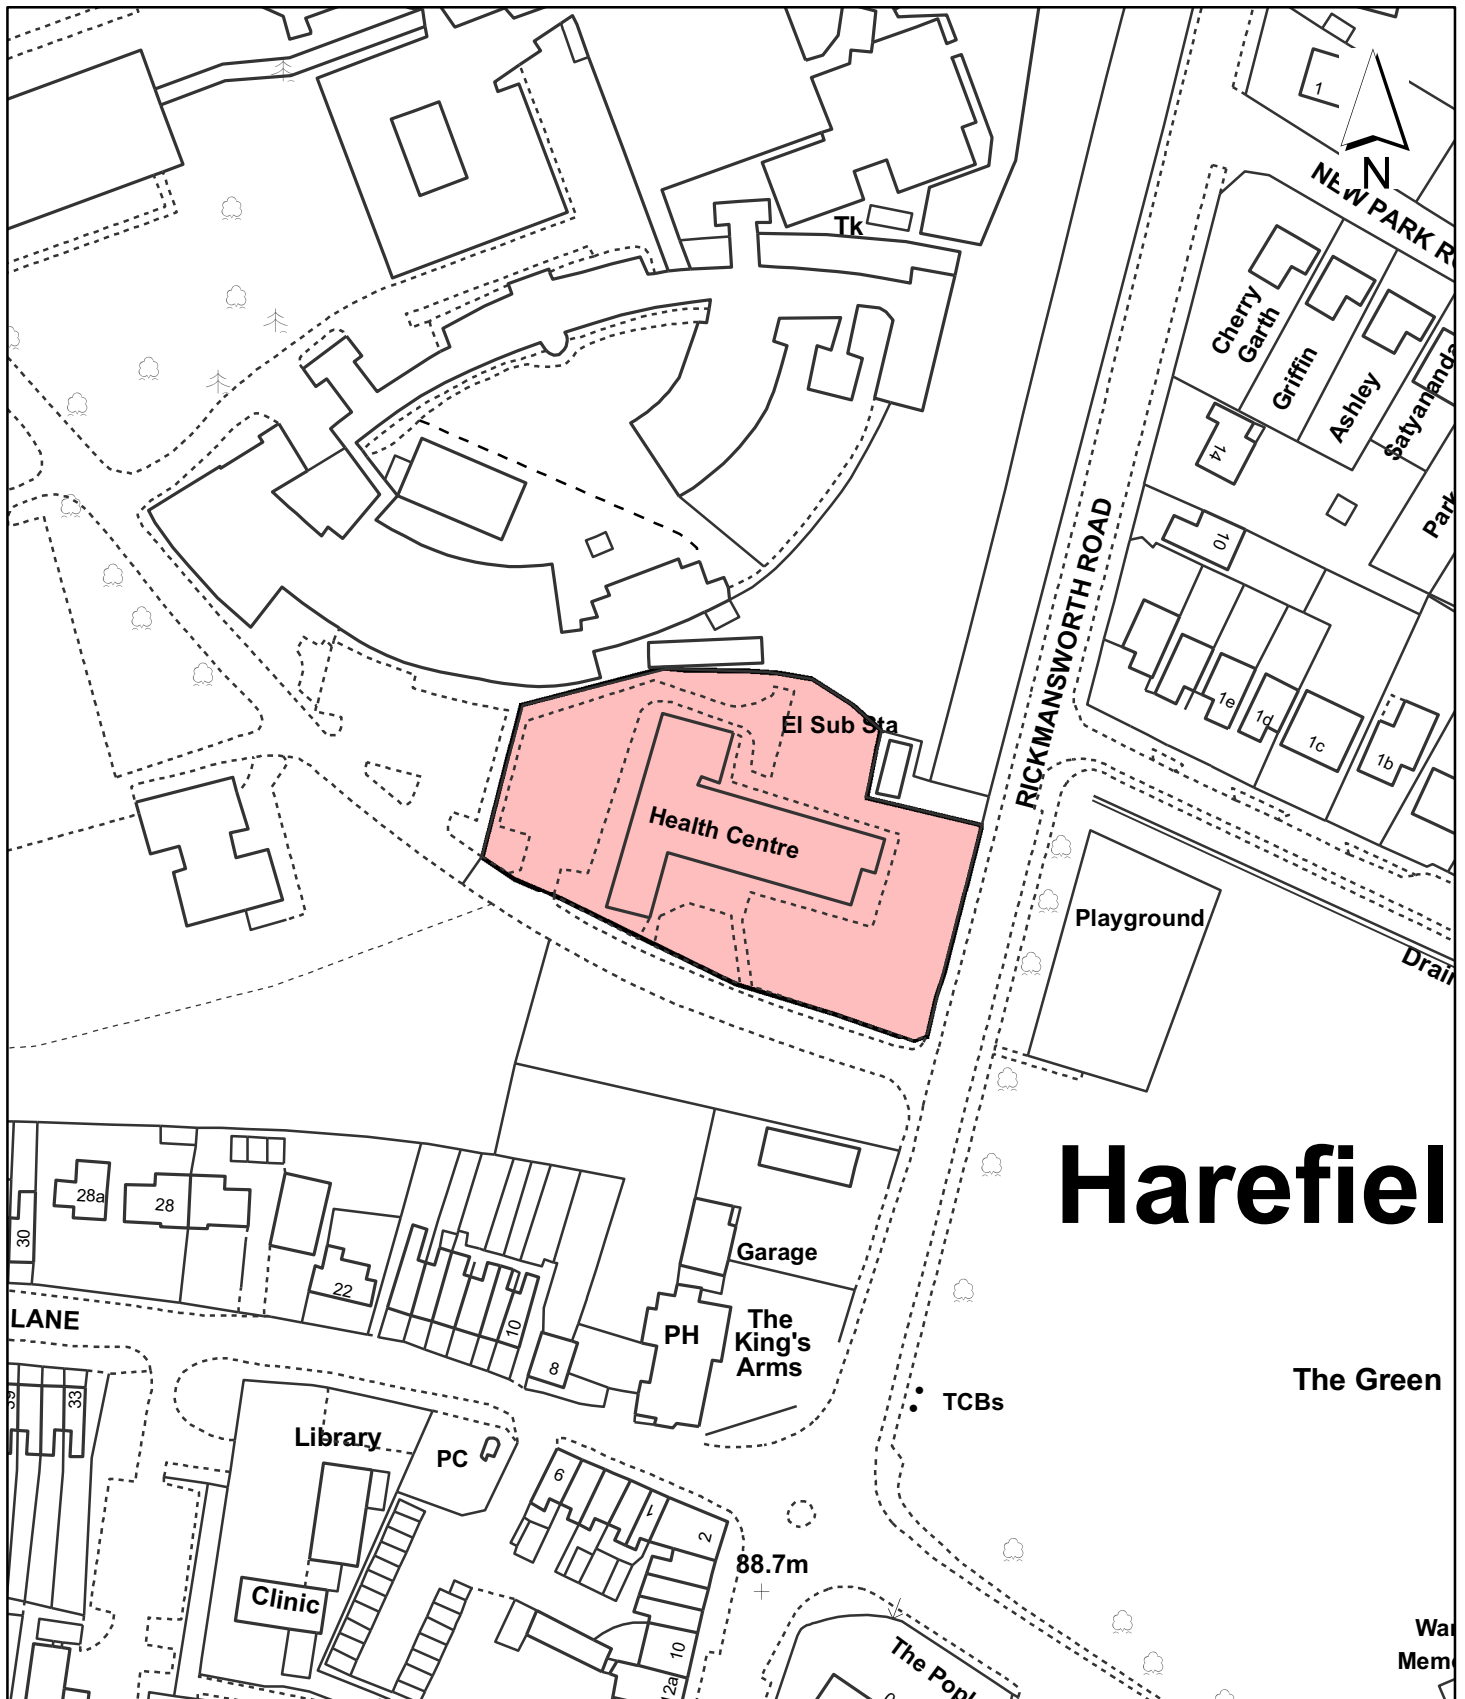 1
N
NEW PARK
Tk
Cherry
Garth
Griffin
Ashley
Satyananda
Park
14
10
RICKMANSWORTH ROAD
1e
1d
1c
1b
El Sub Sta
Health Centre
Playground
Drain
Harefiel
28a
28
30
22
10
8
Garage
LANE
PH
The
King's
Arms
The Green
TCBs
39
33
Library
PC
6
1
2
88.7m
Clinic
10
12a
The Popl
War
Memo